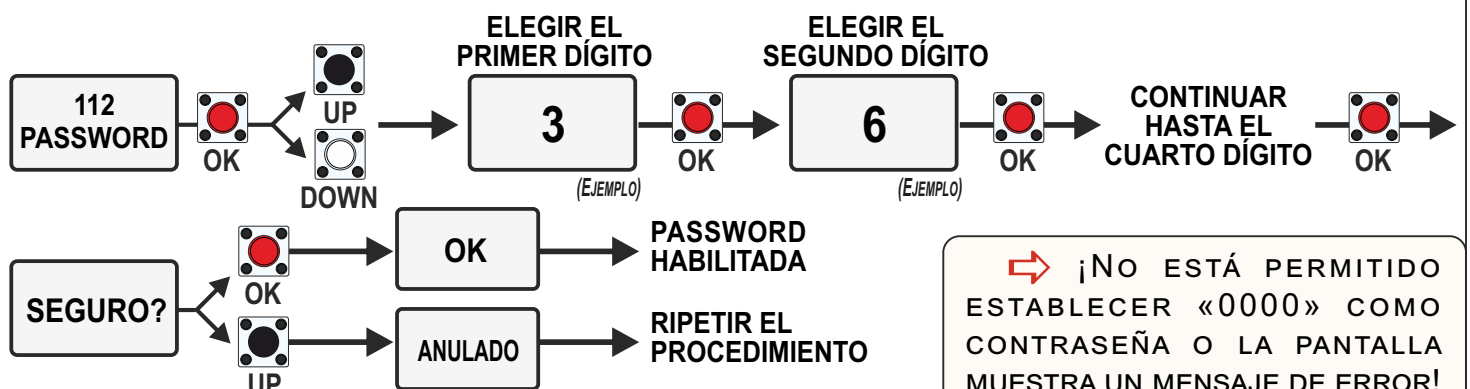 ELEGIR EL
PRIMER DÍGITO
ELEGIR EL
SEGUNDO DÍGITO
112
PASSWORD
OK
UP
DOWN
3
(EJEMPLO)
OK
6
(EJEMPLO)
OK
CONTINUAR
HASTA EL
CUARTO DÍGITO
OK
SEGURO?
OK
OK
PASSWORD
HABILITADA
UP
ANULADO
RIPETIR EL
PROCEDIMIENTO
¡NO ESTÁ PERMITIDO
ESTABLECER «0000» COMO
CONTRASEÑA O LA PANTALLA
MUESTRA UN MENSAJE DE ERROR!